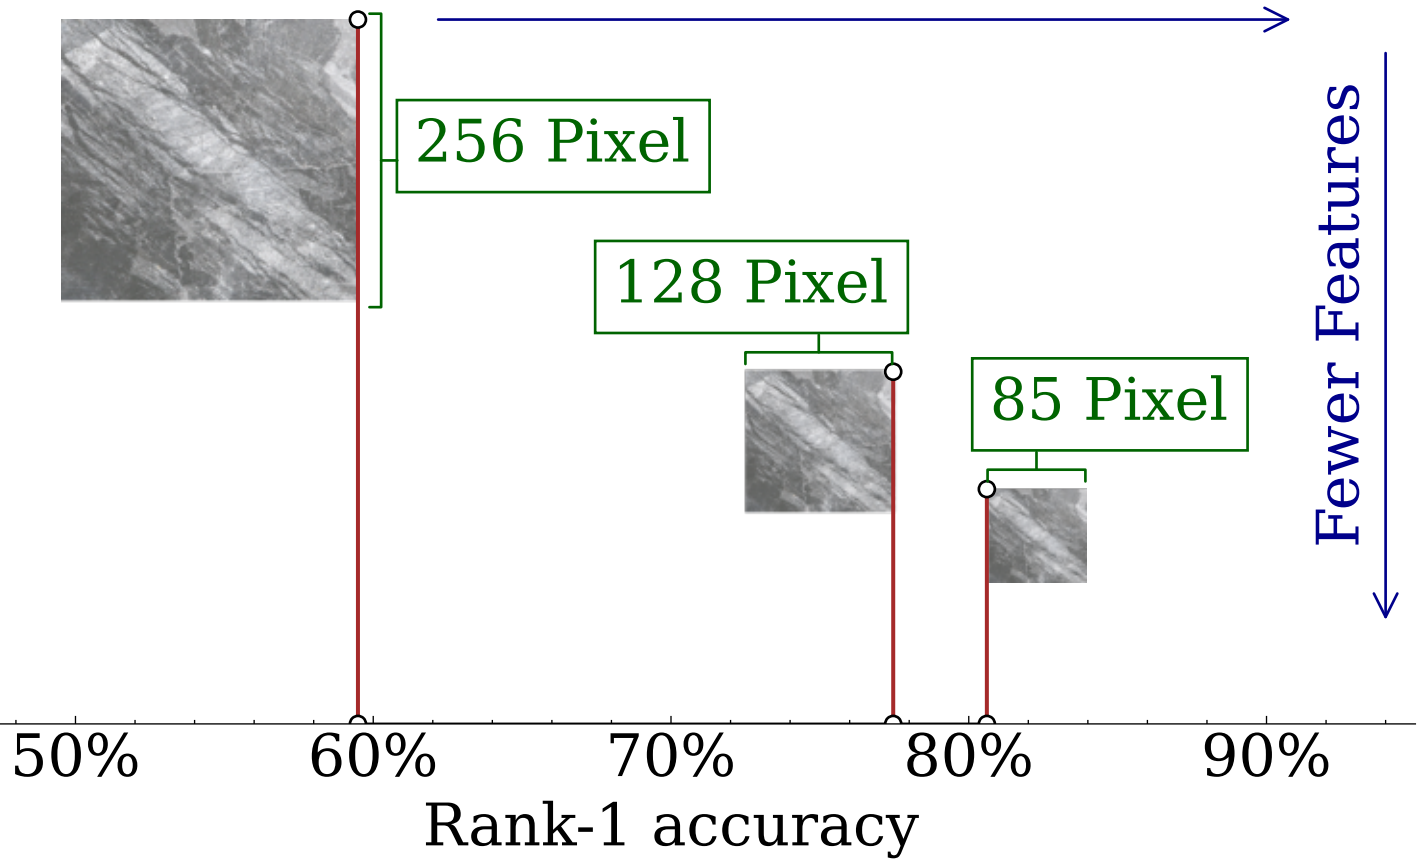 256 Pixel
128 Pixel
85 Pixel
Fewer Features
50% 60% 70% 80% 90%
Rank-1 accuracy